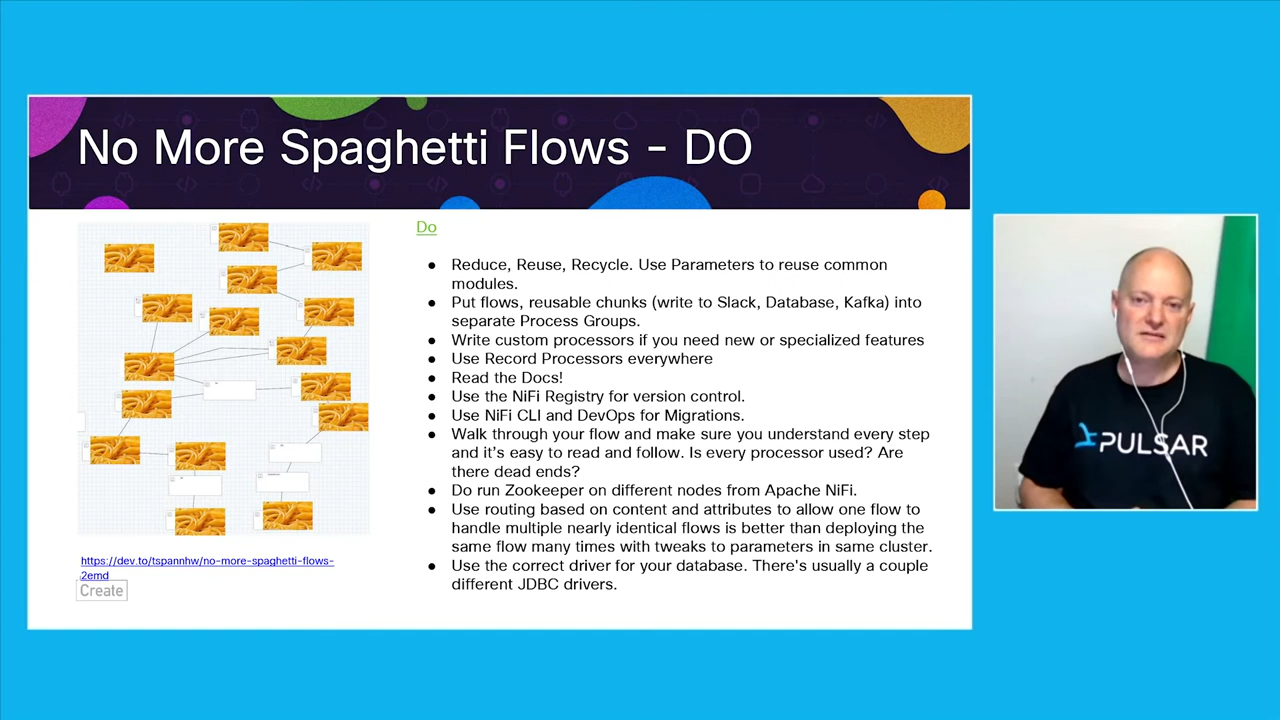 No More Spaghetti Flows - DO
Do
● Reduce, Reuse, Recycle. Use Parameters to reuse common
modules.
● Put flows, reusable chunks (write to Slack, Database, Kafka) into
separate Process Groups.
● Write custom processors if you need new or specialized features
● Use Record Processors everywhere
● Read the Docs!
● Use the NiFi Registry for version control.
● Use NiFi CLI and DevOps for Migrations.
● Walk through your flow and make sure you understand every step
and it's easy to read and follow. Is every processor used? Are
there dead ends?
● Do run Zookeeper on different nodes from Apache NiFi.
● Use routing based on content and attributes to allow one flow to
handle multiple nearly identical flows is better than deploying the
same flow many times with tweaks to parameters in same cluster.
● Use the correct driver for your database. There's usually a couple
different JDBC drivers.
https://dev.to/tspannhw/no-more-spaghetti-flows-
2emd
Create
PULSAR